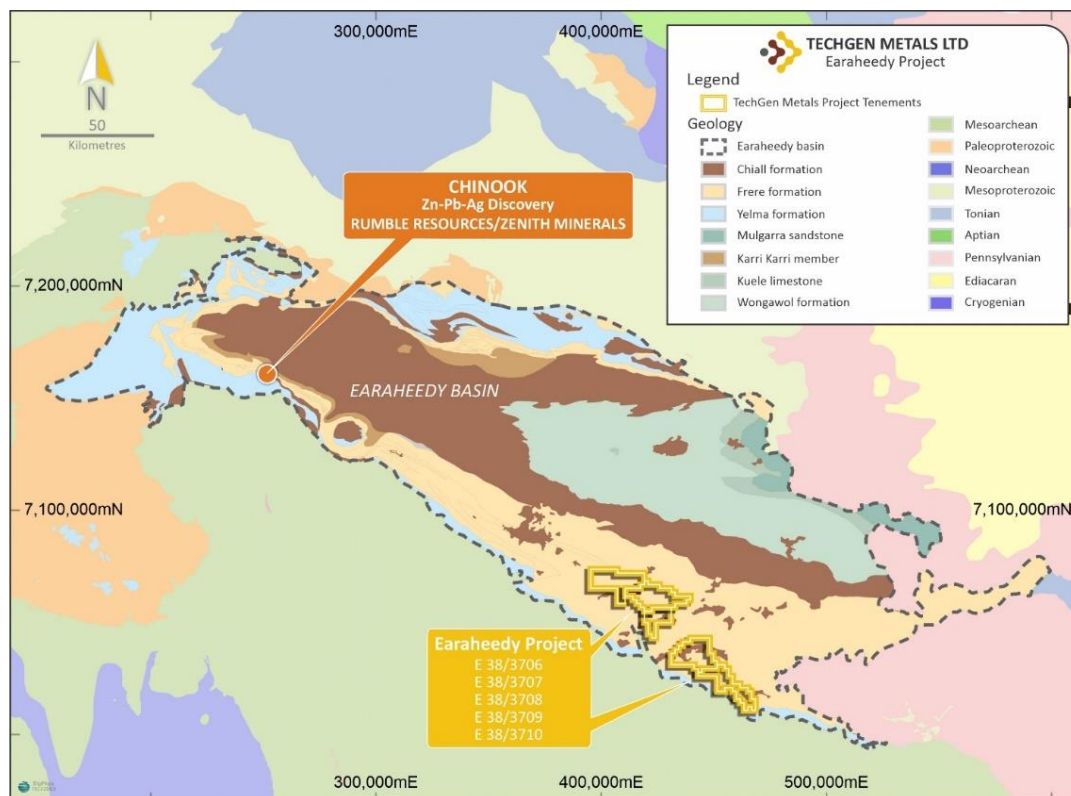 300,000mE
400,000mE
N
50
Kilometres
TECHGEN METALS LTD
Earaheedy Project
Legend
TechGen Metals Project Tenements
Geology
Earaheedy basin
Chiall formation
Frere formation
Yelma formation
Mulgarra sandstone
Karri Karri member
Kuele limestone
Wongawol formation
Mesoarchean
Paleoproterozoic
Neoarchean
Mesoproterozoic
Tonian
Aptian
Pennsylvanian
Ediacaran
Cryogenian
CHINOOK
Zn-Pb-Ag Discovery
RUMBLE RESOURCES/ZENITH MINERALS
7,200,000mN
EARAHEEDY BASIN
7,100,000mN
7,100,000mN
Earaheedy Project
E 38/3706
E 38/3707
E 38/3708
E 38/3709
E 38/3710
300,000mE
400,000mE
500,000mE